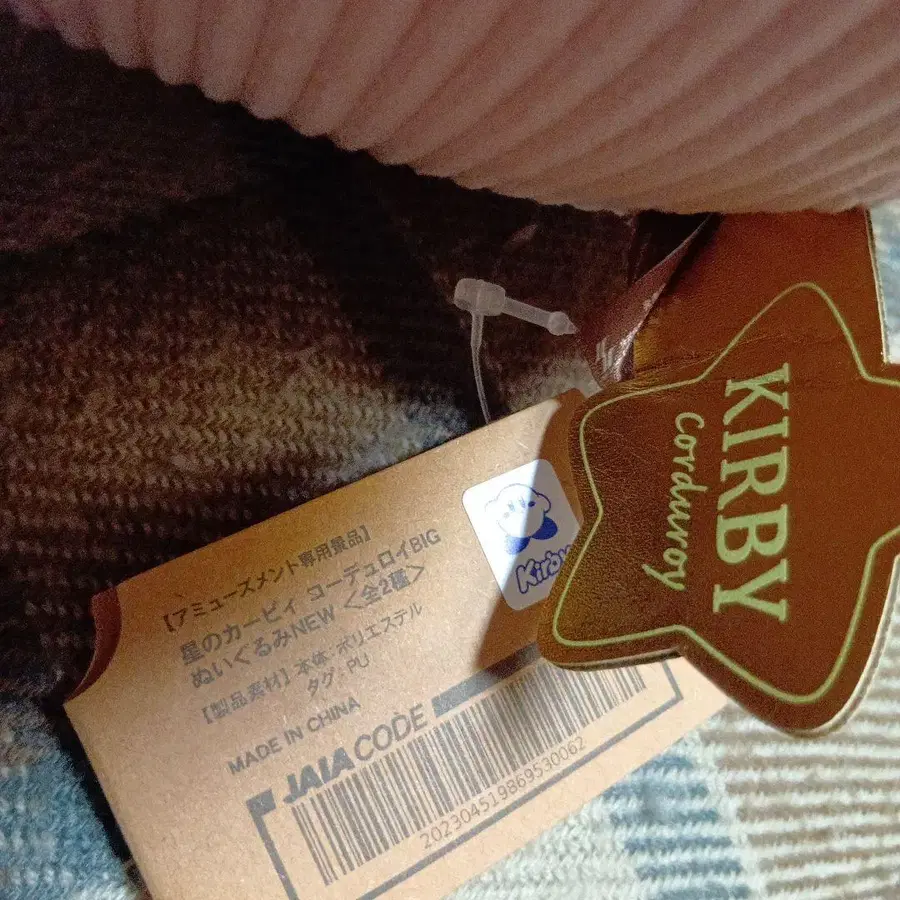 KIRBY
Corduroy
Kirby
【アミューズメント専用景品】
星のカービィ コーデュロイBIG
ぬいぐるみNEW <全2種>
【製品素材】本体:ポリエステル
タグ:PU
MADE IN CHINA
JAIA CODE
202304519869530062